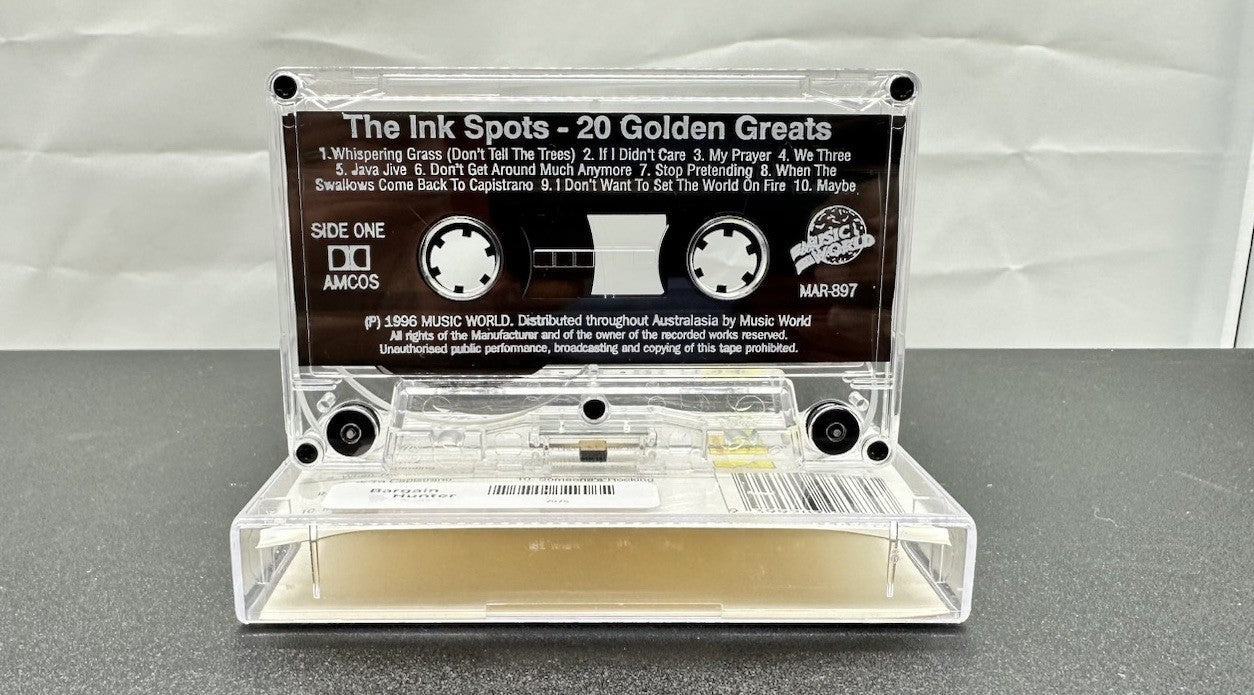 The Ink Spots - 20 Golden Greats
1.Whispering Grass (Don't Tell The Trees) 2. If I Didn't Care 3. My Prayer 4. We Three
5. Java Jive 6. Don't Get Around Much Anymore 7. Stop Pretending 8. When The
Swallows Come Back To Capistrano 9. I Don't Want To Set The World On Fire 10. Maybe
SIDE ONE
AMCOS
MUSIC
WORLD
MAR-897
(P) 1996 MUSIC WORLD. Distributed throughout Australasia by Music World
All rights of the Manufacturer and of the owner of the recorded works reserved.
Unauthorised public performance, broadcasting and copying of this tape prohibited.
Capistrano
10. Someone's Rocking
Bargain
Hunter